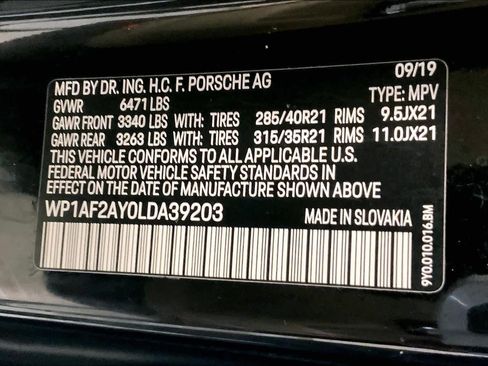 09/19
MFD BY DR. ING. H.C. F. PORSCHE AG
GVWR 6471 LBS TYPE: MPV
GAWR FRONT 3340 LBS WITH: TIRES 285/40R21 RIMS 9.5JX21
GAWR REAR 3263 LBS WITH: TIRES 315/35R21 RIMS 11.0JX21
THIS VEHICLE CONFORMS TO ALL APPLICABLE U.S.
FEDERAL MOTOR VEHICLE SAFETY STANDARDS IN
EFFECT ON THE DATE OF MANUFACTURE SHOWN ABOVE.
WP1AF2AY0LDA39203 MADE IN SLOVAKIA
9Y0.010.016.BM